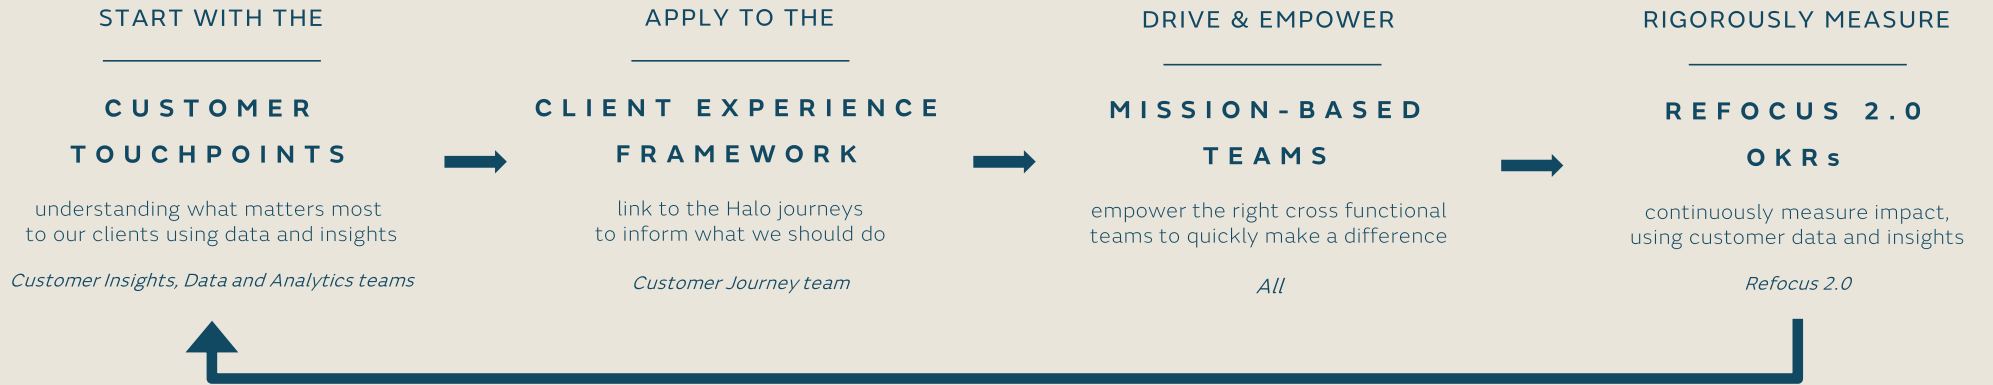 START WITH THE
CUSTOMER
TOUCHPOINTS
understanding what matters most
to our clients using data and insights
Customer Insights, Data and Analytics teams
APPLY TO THE
CLIENT EXPERIENCE
FRAMEWORK
link to the Halo journeys
to inform what we should do
Customer Journey team
DRIVE & EMPOWER
MISSION-BASED
TEAMS
empower the right cross functional
teams to quickly make a difference
All
RIGOROUSLY MEASURE
REFOCUS 2.0
OKRs
continuously measure impact,
using customer data and insights
Refocus 2.0